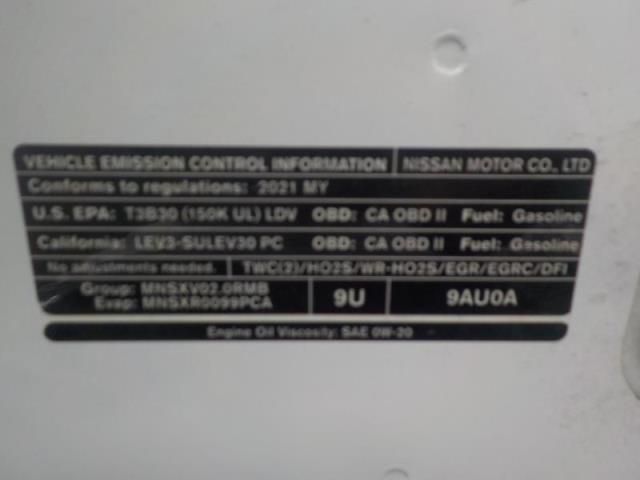 VEHICLE EMISSION CONTROL INFORMATION NISSAN MOTOR CO., LTD
Conforms to regulations: 2021 MY
U.S. EPA: T3B30 (150K UL) LDV OBD: CA OBD II Fuel: Gasoline
California: LEV3-SULEV30 PC OBD: CA OBD II Fuel: Gasoline
No adjustments needed. TWC(2)/HO2S/WR-HO2S/EGR/EGRC/DFI
Group: MNSXV02.0RMB 9U 9AU0A
Evap: MNSXR0099PCA
Engine Oil Viscosity: SAE 0W-20